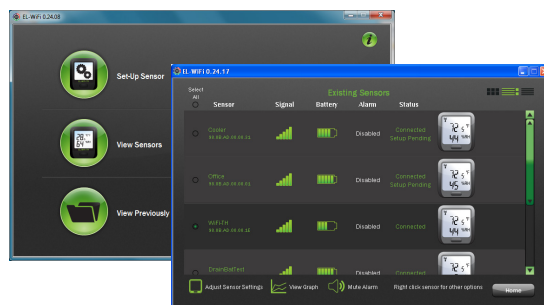 EL-WiFi 0.24.08
Set-Up Sensor
View Sensors
View Previously
EL-WiFi 0.24.17
Existing Sensors
Select
All
Sensor Signal Battery Alarm Status
Cooler Disabled Connected
Setup Pending
Office Disabled Connected
Setup Pending
WiFi-TH Disabled Connected
DrainBatTest Disabled Connected
Adjust Sensor Settings View Graph Mute Alarm Right click sensor for other options Home